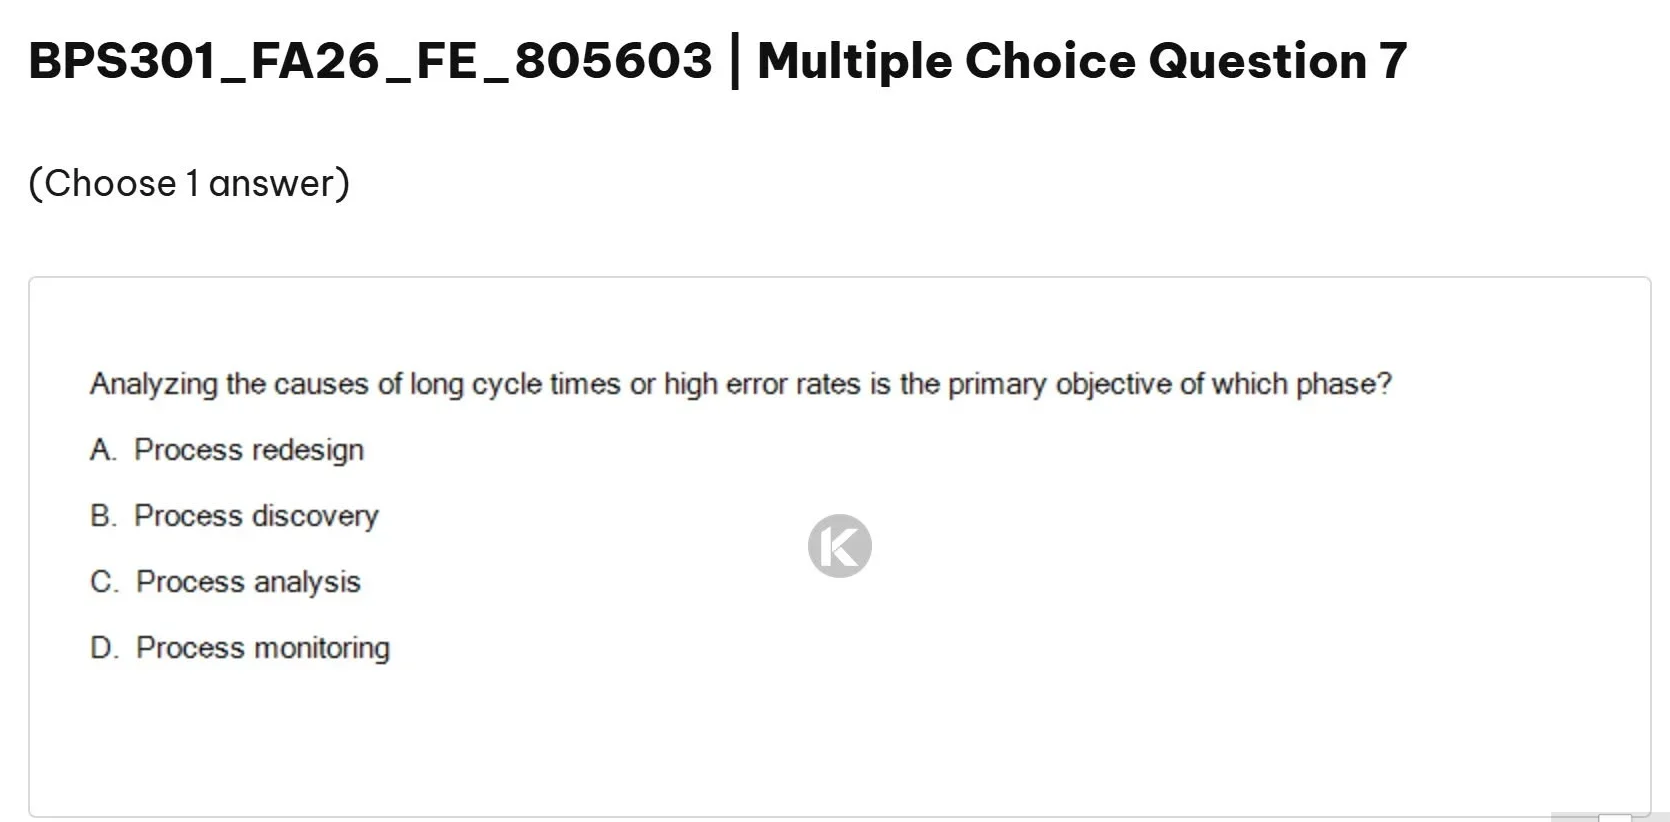 BPS301_FA26_FE_805603 | Multiple Choice Question 7
(Choose 1 answer)
Analyzing the causes of long cycle times or high error rates is the primary objective of which phase?
A. Process redesign
B. Process discovery
C. Process analysis
D. Process monitoring
K